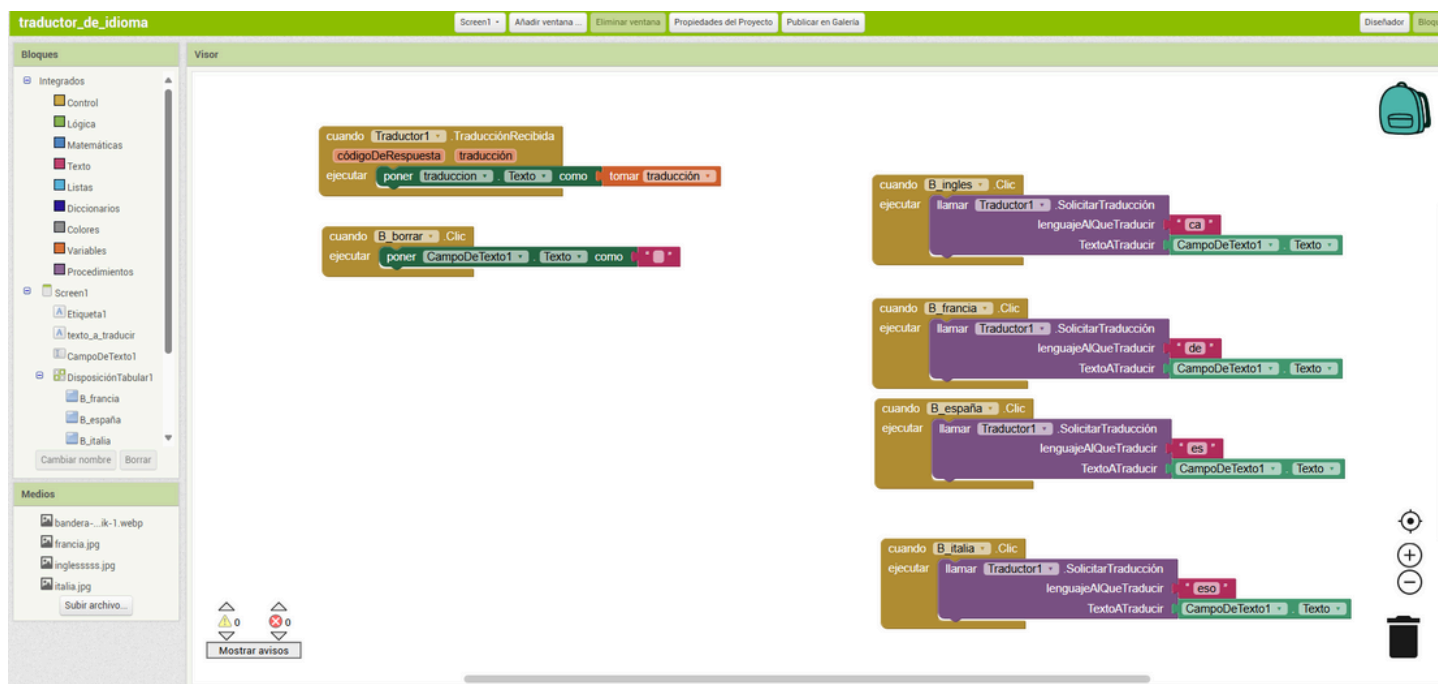 traductor_de_idioma
Screen1
Añadir ventana ...
Eliminar ventana
Propiedades del Proyecto
Publicar en Galería
Diseñador
Bloques
Visor
Integrados
Control
Lógica
Matemáticas
Texto
Listas
Diccionarios
Colores
Variables
Procedimientos
Screen1
Etiqueta1
texto_a_traducir
CampoDeTexto1
DisposiciónTabular1
B_francia
B_españa
B_italia
Cambiar nombre Borrar
Medios
bandera-...ik-1.webp
francia.jpg
inglesssss.jpg
italia.jpg
Subir archivo...
cuando Traductor1 .TraducciónRecibida
códigoDeRespuesta traducción
ejecutar poner traduccion . Texto como tomar traducción
cuando B_borrar .Clic
ejecutar poner CampoDeTexto1 . Texto como " "
cuando B_ingles .Clic
ejecutar llamar Traductor1 .SolicitarTraducción
lenguajeAlQueTraducir " ca "
TextoATraducir CampoDeTexto1 . Texto
cuando B_francia .Clic
ejecutar llamar Traductor1 .SolicitarTraducción
lenguajeAlQueTraducir " de "
TextoATraducir CampoDeTexto1 . Texto
cuando B_españa .Clic
ejecutar llamar Traductor1 .SolicitarTraducción
lenguajeAlQueTraducir " es "
TextoATraducir CampoDeTexto1 . Texto
cuando B_italia .Clic
ejecutar llamar Traductor1 .SolicitarTraducción
lenguajeAlQueTraducir " eso "
TextoATraducir CampoDeTexto1 . Texto
0 0
Mostrar avisos